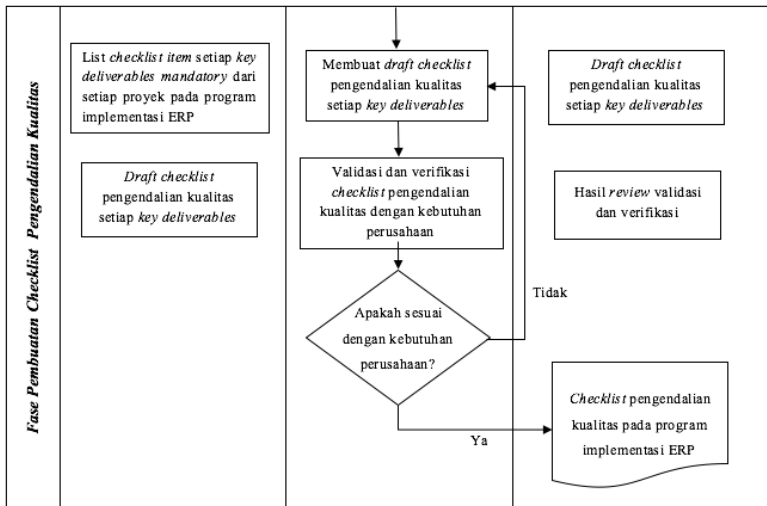 Fase Pembuatan Checklist Pengendalian Kualitas
List checklist item setiap key
deliverables mandatory dari
setiap proyek pada program
implementasi ERP
Draft checklist
pengendalian kualitas
setiap key deliverables
Membuat draft checklist
pengendalian kualitas
setiap key deliverables
Validasi dan verifikasi
checklist pengendalian
kualitas dengan kebutuhan
perusahaan
Apakah sesuai
dengan kebutuhan
perusahaan?
Tidak
Ya
Draft checklist
pengendalian kualitas
setiap key deliverables
Hasil review validasi
dan verifikasi
Checklist pengendalian
kualitas pada program
implementasi ERP